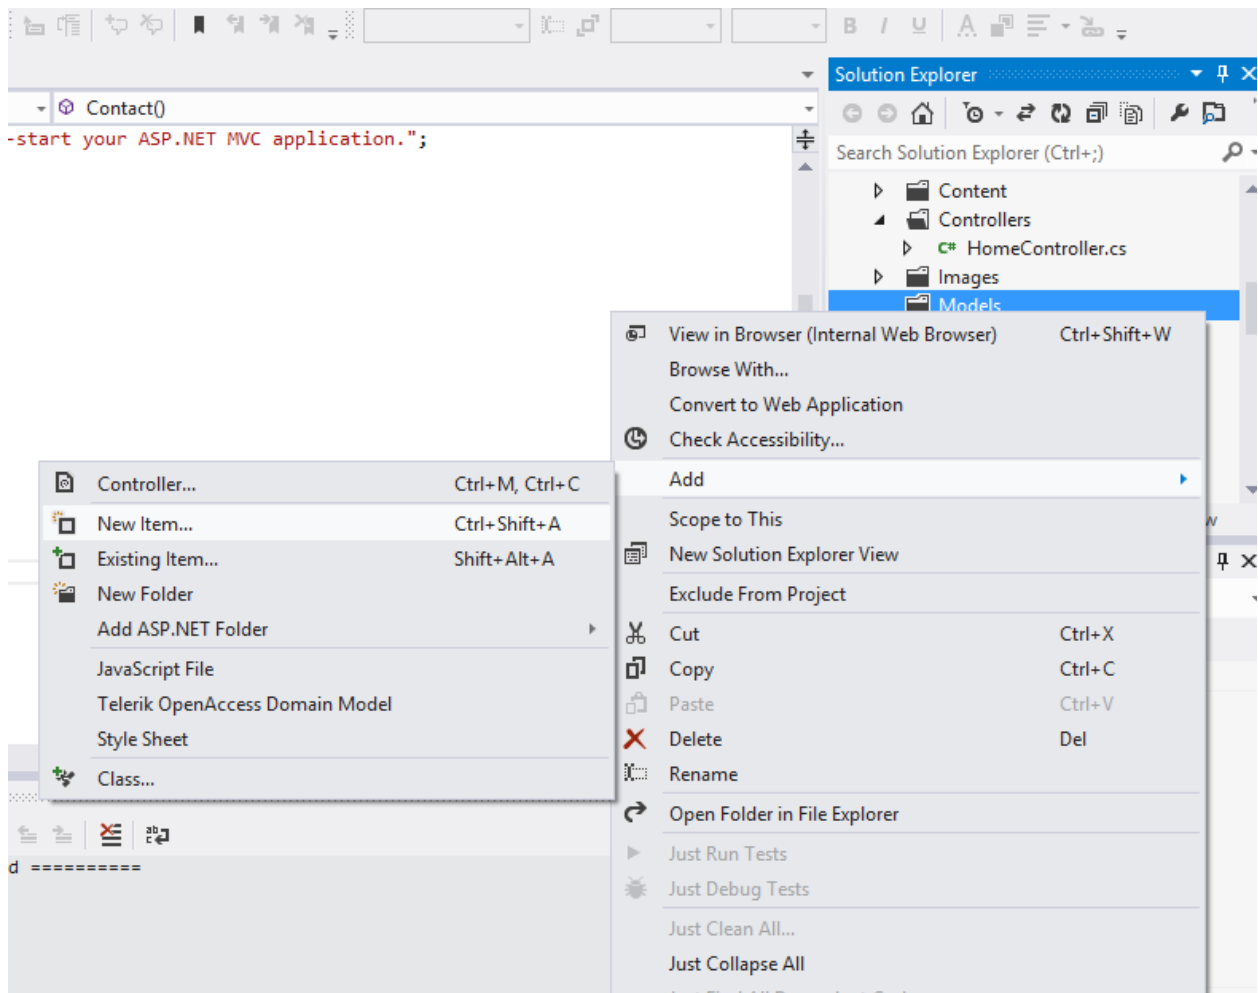 B I U A
Solution Explorer
Contact()
-start your ASP.NET MVC application.";
Search Solution Explorer (Ctrl+;)
Content
Controllers
C# HomeController.cs
Images
Models
View in Browser (Internal Web Browser) Ctrl+Shift+W
Browse With...
Convert to Web Application
Check Accessibility...
Add
Scope to This
New Solution Explorer View
Exclude From Project
Cut Ctrl+X
Copy Ctrl+C
Paste Ctrl+V
Delete Del
Rename
Open Folder in File Explorer
Just Run Tests
Just Debug Tests
Just Clean All...
Just Collapse All
Controller... Ctrl+M, Ctrl+C
New Item... Ctrl+Shift+A
Existing Item... Shift+Alt+A
New Folder
Add ASP.NET Folder
JavaScript File
Telerik OpenAccess Domain Model
Style Sheet
Class...
d ==========